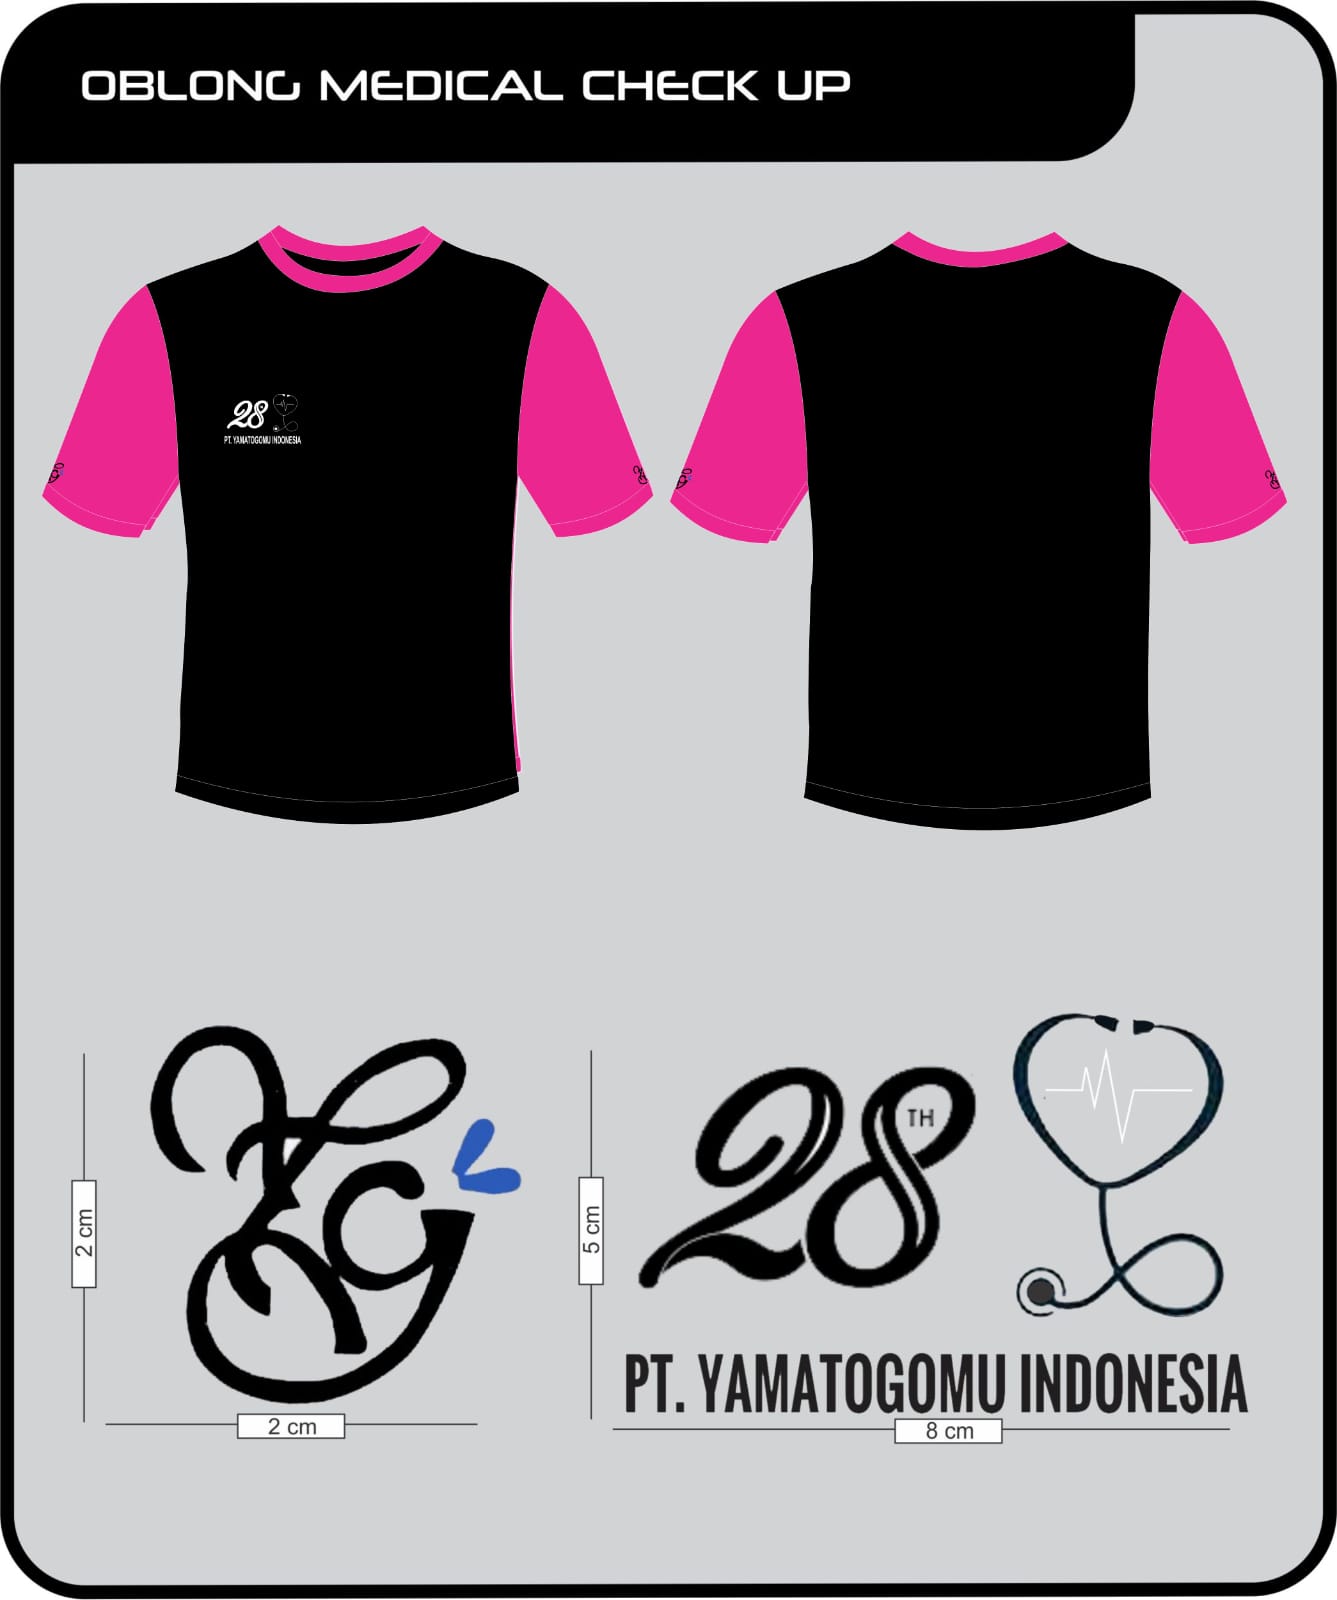 OBLONG MEDICAL CHECK UP
28
PT. YAMATOGOMU INDONESIA
2 cm
2 cm
5 cm
28 TH
PT. YAMATOGOMU INDONESIA
8 cm